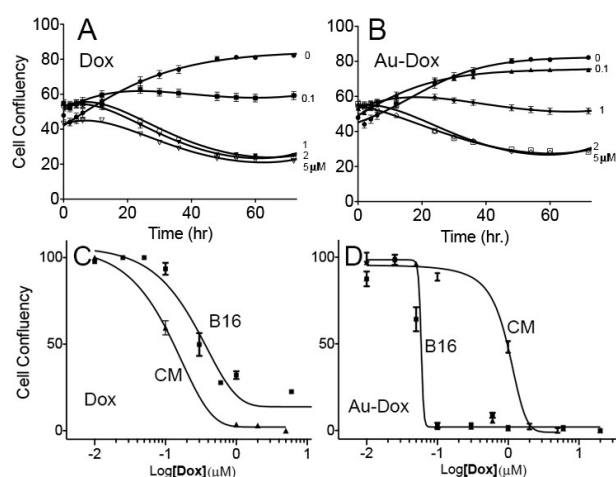 A
Dox
Cell Confluency
100
80
60
40
20
0
0
0.1
1
2
5 μM
0
20
40
60
Time (hr)
B
Au-Dox
100
80
60
40
20
0
0
0.1
1
2
5μM
0
20
40
60
Time (hr.)
C
Cell Confluency
100
50
0
B16
CM
Dox
-2
-1
0
1
Log[Dox](μM)
D
100
50
0
B16
CM
Au-Dox
-2
-1
0
1
Log[Dox](μM)